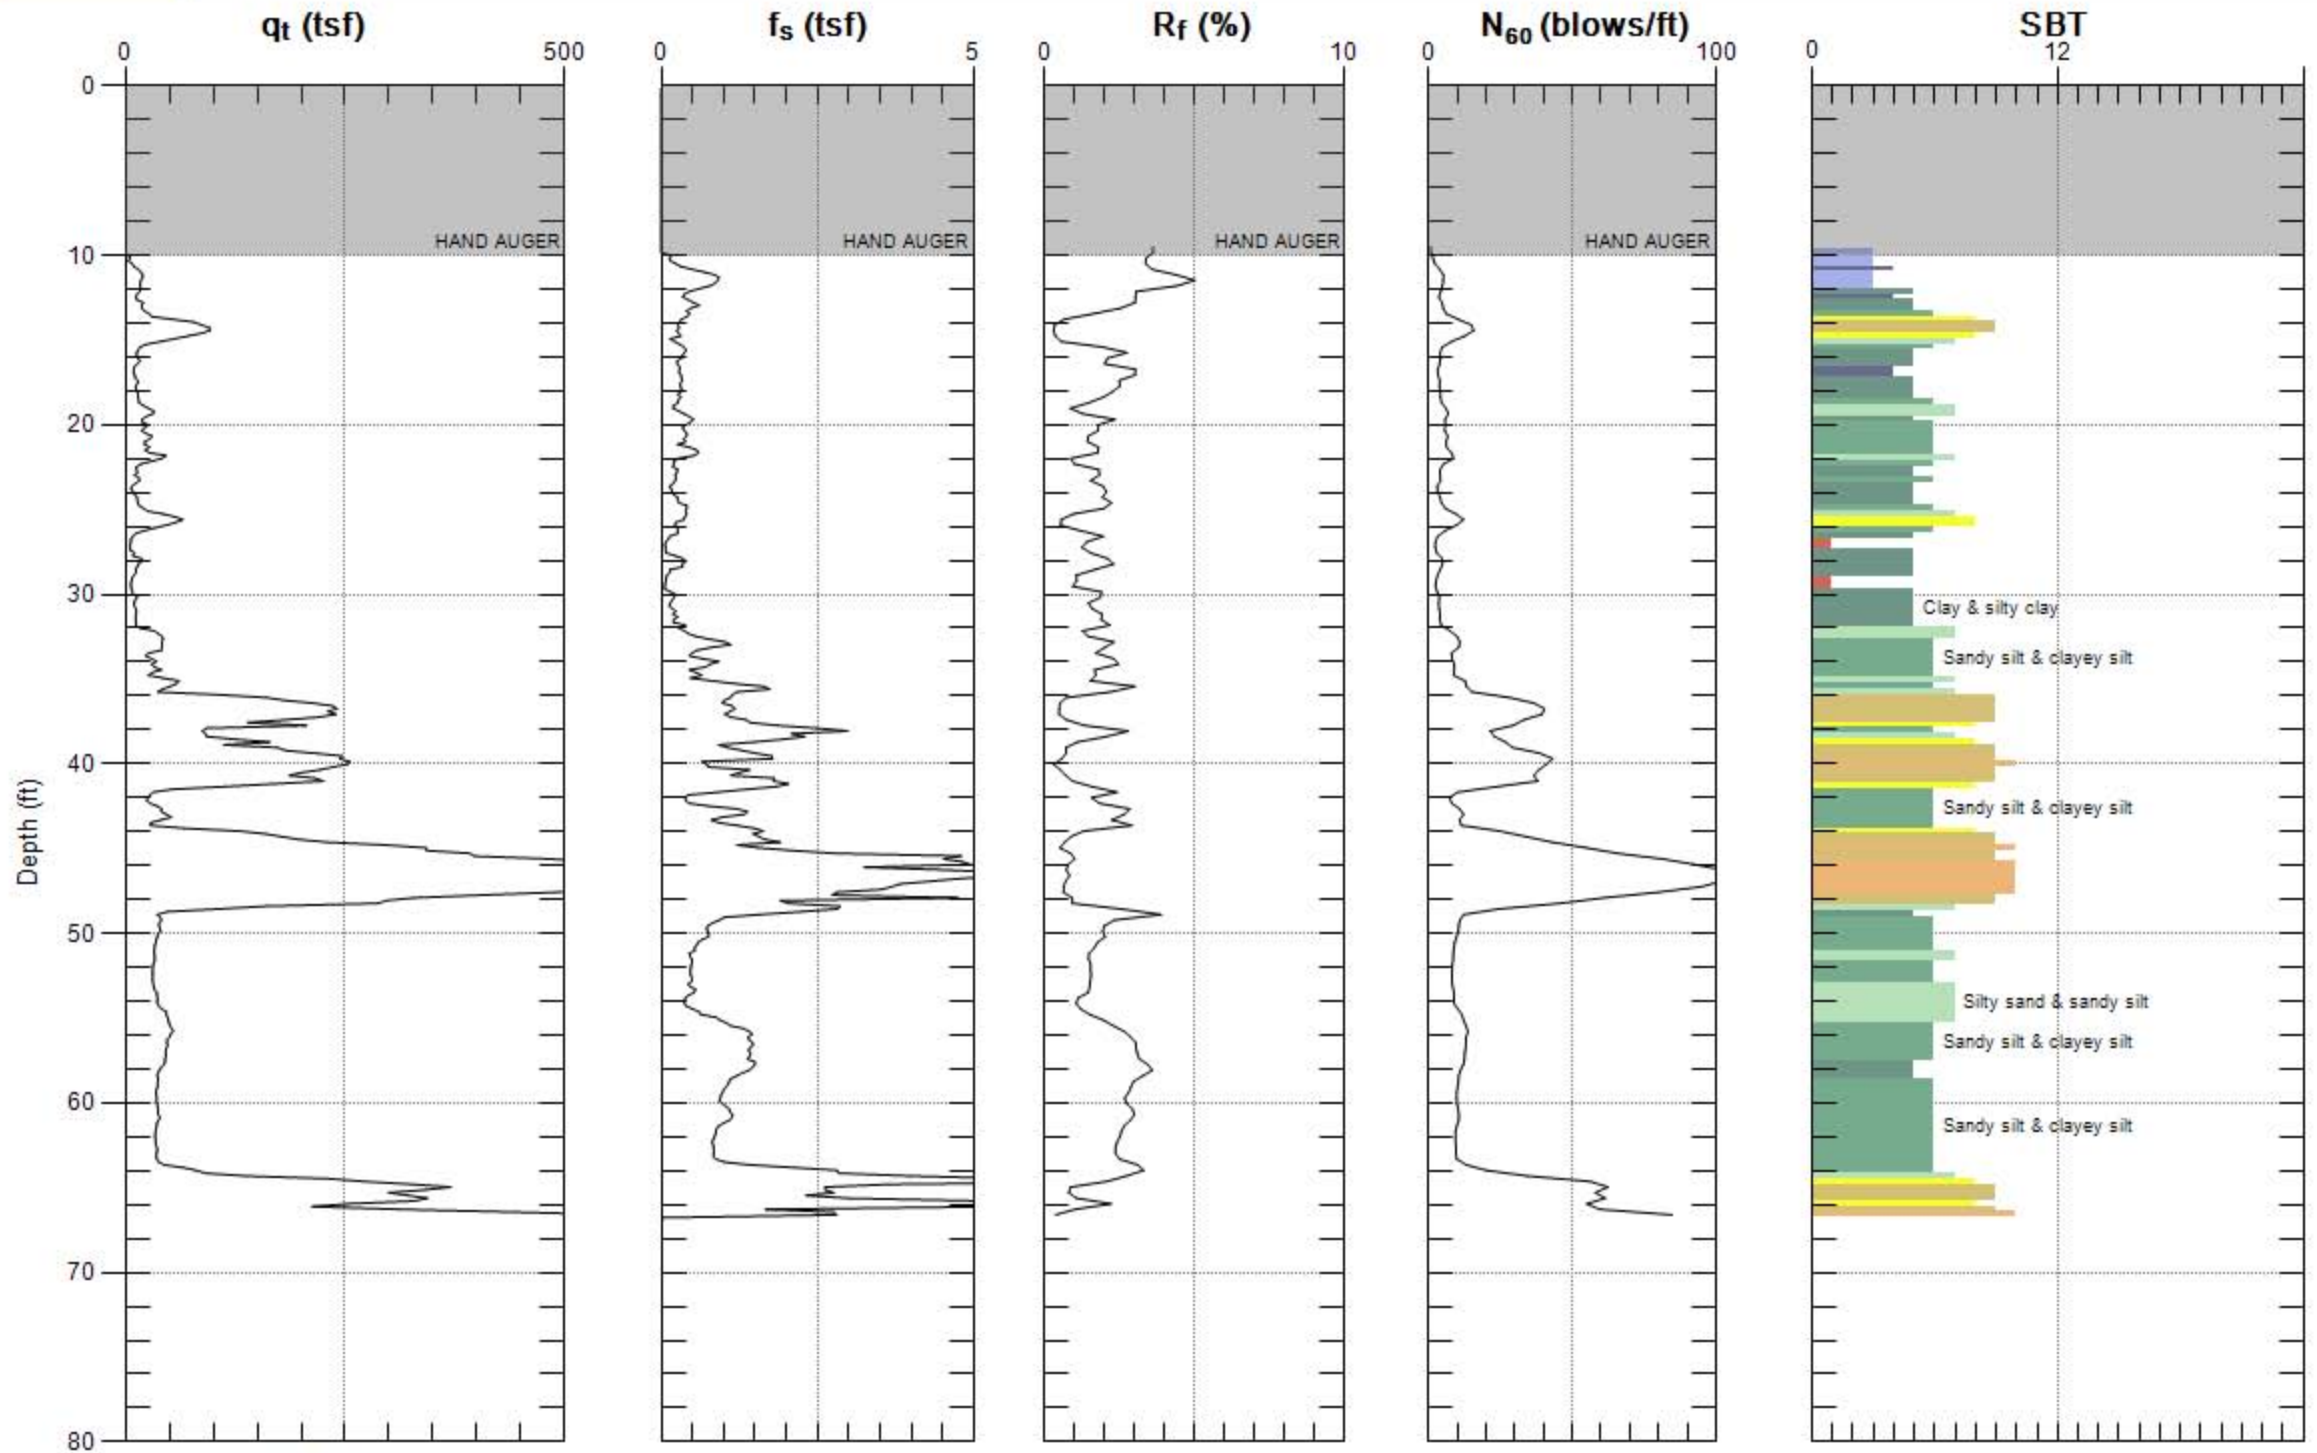 qt (tsf) fs (tsf) Rf (%) N60 (blows/ft) SBT
0 500 0 5 0 10 0 100 0 12
0
HAND AUGER HAND AUGER HAND AUGER HAND AUGER
10
20
30
Clay & silty clay
Sandy silt & clayey silt
40
Sandy silt & clayey silt
Depth (ft)
50
Silty sand & sandy silt
Sandy silt & clayey silt
60
Sandy silt & clayey silt
70
80